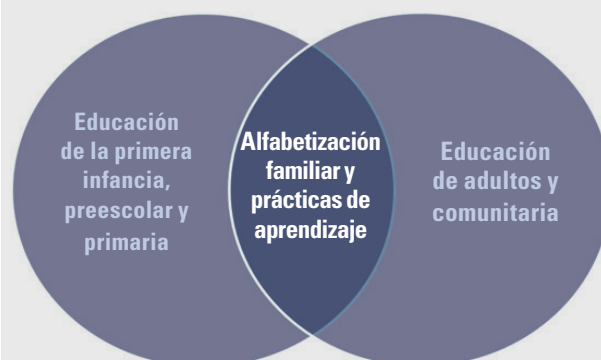 Educación
de la primera
infancia,
preescolar y
primaria
Alfabetización
familiar y
prácticas de
aprendizaje
Educación
de adultos y
comunitaria